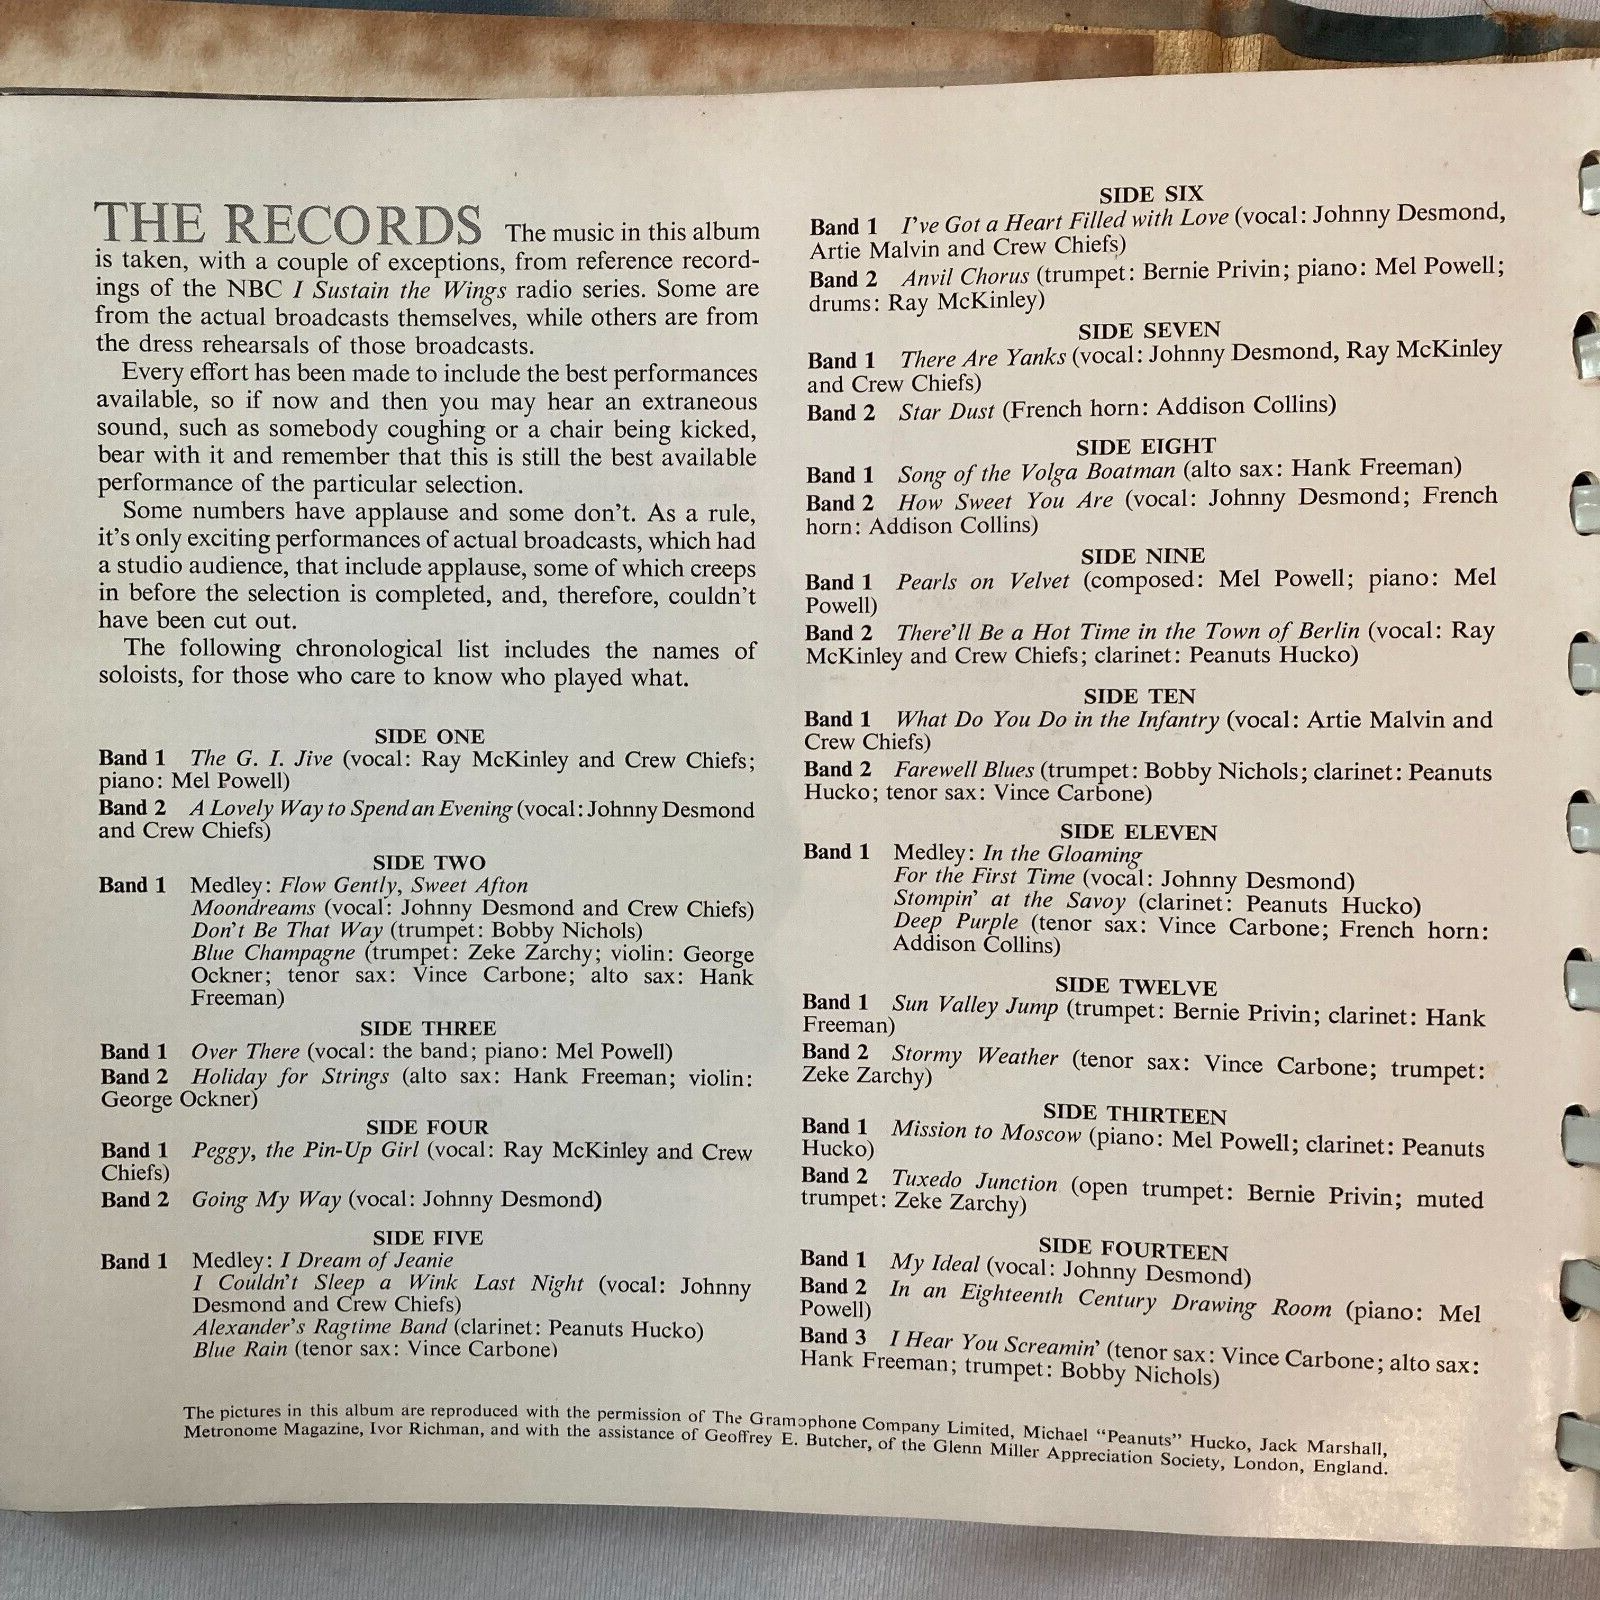 THE RECORDS The music in this album
is taken, with a couple of exceptions, from reference record-
ings of the NBC I Sustain the Wings radio series. Some are
from the actual broadcasts themselves, while others are from
the dress rehearsals of those broadcasts.
Every effort has been made to include the best performances
available, so if now and then you may hear an extraneous
sound, such as somebody coughing or a chair being kicked,
bear with it and remember that this is still the best available
performance of the particular selection.
Some numbers have applause and some don't. As a rule,
it's only exciting performances of actual broadcasts, which had
a studio audience, that include applause, some of which creeps
in before the selection is completed, and, therefore, couldn't
have been cut out.
The following chronological list includes the names of
soloists, for those who care to know who played what.
SIDE ONE
Band 1 The G. I. Jive (vocal: Ray McKinley and Crew Chiefs;
piano: Mel Powell)
Band 2 A Lovely Way to Spend an Evening (vocal: Johnny Desmond
and Crew Chiefs)
SIDE TWO
Band 1 Medley: Flow Gently, Sweet Afton
Moondreams (vocal: Johnny Desmond and Crew Chiefs)
Don't Be That Way (trumpet: Bobby Nichols)
Blue Champagne (trumpet: Zeke Zarchy; violin: George
Ockner; tenor sax: Vince Carbone; alto sax: Hank
Freeman)
SIDE THREE
Band 1 Over There (vocal: the band; piano: Mel Powell)
Band 2 Holiday for Strings (alto sax: Hank Freeman; violin:
George Ockner)
SIDE FOUR
Band 1 Peggy, the Pin-Up Girl (vocal: Ray McKinley and Crew
Chiefs)
Band 2 Going My Way (vocal: Johnny Desmond)
SIDE FIVE
Band 1 Medley: I Dream of Jeanie
I Couldn't Sleep a Wink Last Night (vocal: Johnny
Desmond and Crew Chiefs)
Alexander's Ragtime Band (clarinet: Peanuts Hucko)
Blue Rain (tenor sax: Vince Carbone)
SIDE SIX
Band 1 I've Got a Heart Filled with Love (vocal: Johnny Desmond,
Artie Malvin and Crew Chiefs)
Band 2 Anvil Chorus (trumpet: Bernie Privin; piano: Mel Powell;
drums: Ray McKinley)
SIDE SEVEN
Band 1 There Are Yanks (vocal: Johnny Desmond, Ray McKinley
and Crew Chiefs)
Band 2 Star Dust (French horn: Addison Collins)
SIDE EIGHT
Band 1 Song of the Volga Boatman (alto sax: Hank Freeman)
Band 2 How Sweet You Are (vocal: Johnny Desmond; French
horn: Addison Collins)
SIDE NINE
Band 1 Pearls on Velvet (composed: Mel Powell; piano: Mel
Powell)
Band 2 There'll Be a Hot Time in the Town of Berlin (vocal: Ray
McKinley and Crew Chiefs; clarinet: Peanuts Hucko)
SIDE TEN
Band 1 What Do You Do in the Infantry (vocal: Artie Malvin and
Crew Chiefs)
Band 2 Farewell Blues (trumpet: Bobby Nichols; clarinet: Peanuts
Hucko; tenor sax: Vince Carbone)
SIDE ELEVEN
Band 1 Medley: In the Gloaming
For the First Time (vocal: Johnny Desmond)
Stompin' at the Savoy (clarinet: Peanuts Hucko)
Deep Purple (tenor sax: Vince Carbone; French horn:
Addison Collins)
SIDE TWELVE
Band 1 Sun Valley Jump (trumpet: Bernie Privin; clarinet: Hank
Freeman)
Band 2 Stormy Weather (tenor sax: Vince Carbone; trumpet:
Zeke Zarchy)
SIDE THIRTEEN
Band 1 Mission to Moscow (piano: Mel Powell; clarinet: Peanuts
Hucko)
Band 2 Tuxedo Junction (open trumpet: Bernie Privin; muted
trumpet: Zeke Zarchy)
SIDE FOURTEEN
Band 1 My Ideal (vocal: Johnny Desmond)
Band 2 In an Eighteenth Century Drawing Room (piano: Mel
Powell)
Band 3 I Hear You Screamin' (tenor sax: Vince Carbone; alto sax:
Hank Freeman; trumpet: Bobby Nichols)
The pictures in this album are reproduced with the permission of The Gramophone Company Limited, Michael "Peanuts" Hucko, Jack Marshall,
Metronome Magazine, Ivor Richman, and with the assistance of Geoffrey E. Butcher, of the Glenn Miller Appreciation Society, London, England.